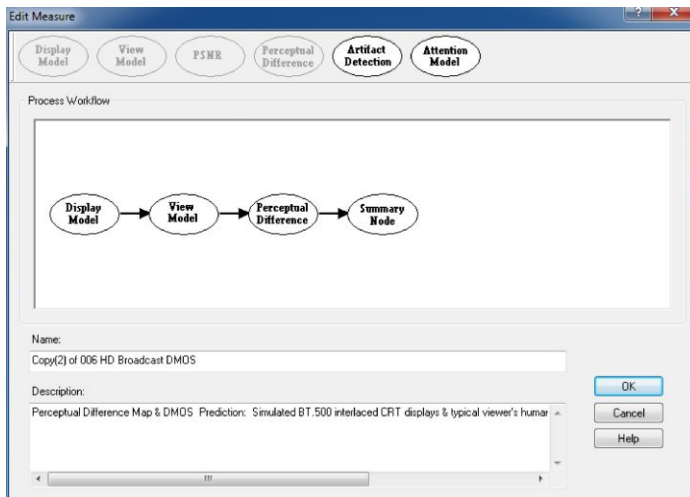 Edit Measure
?
X
Display
Model
View
Model
PSNR
Perceptual
Difference
Artifact
Detection
Attention
Model
Process Workflow
Display
Model
View
Model
Perceptual
Difference
Summary
Node
Name:
Copy(2) of 006 HD Broadcast DMOS
Description:
Perceptual Difference Map & DMOS Prediction: Simulated BT.500 interlaced CRT displays & typical viewer's human
OK
Cancel
Help